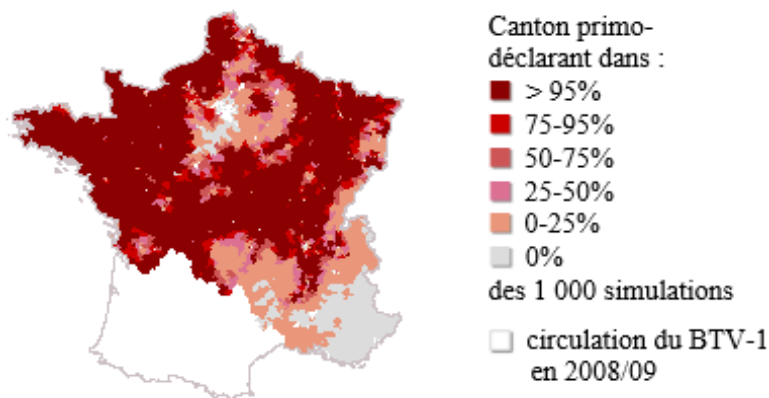 Canton primo-
déclarant dans :
> 95%
75-95%
50-75%
25-50%
0-25%
0%
des 1 000 simulations
circulation du BTV-1
en 2008/09